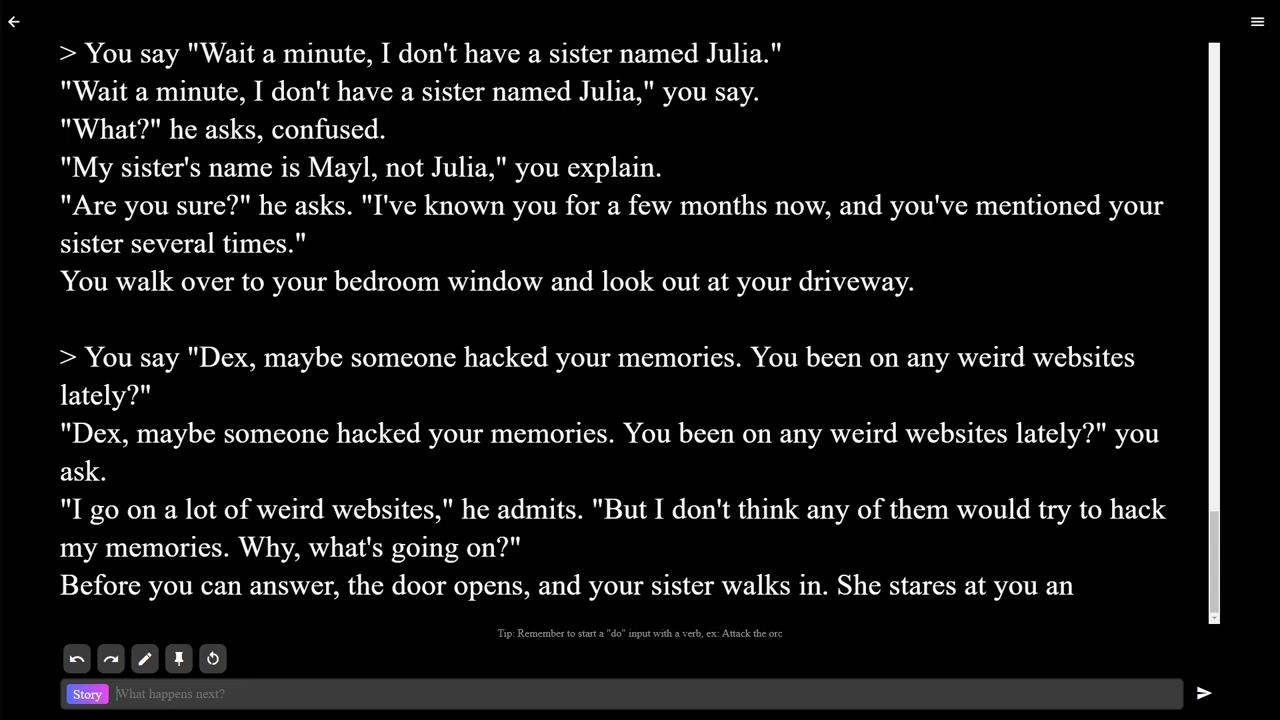 > You say "Wait a minute, I don't have a sister named Julia."
"Wait a minute, I don't have a sister named Julia," you say.
"What?" he asks, confused.
"My sister's name is Mayl, not Julia," you explain.
"Are you sure?" he asks. "I've known you for a few months now, and you've mentioned your
sister several times."
You walk over to your bedroom window and look out at your driveway.
> You say "Dex, maybe someone hacked your memories. You been on any weird websites
lately?"
"Dex, maybe someone hacked your memories. You been on any weird websites lately?" you
ask.
"I go on a lot of weird websites," he admits. "But I don't think any of them would try to hack
my memories. Why, what's going on?"
Before you can answer, the door opens, and your sister walks in. She stares at you an
Tip: Remember to start a "do" input with a verb, ex: Attack the orc
Story What happens next?